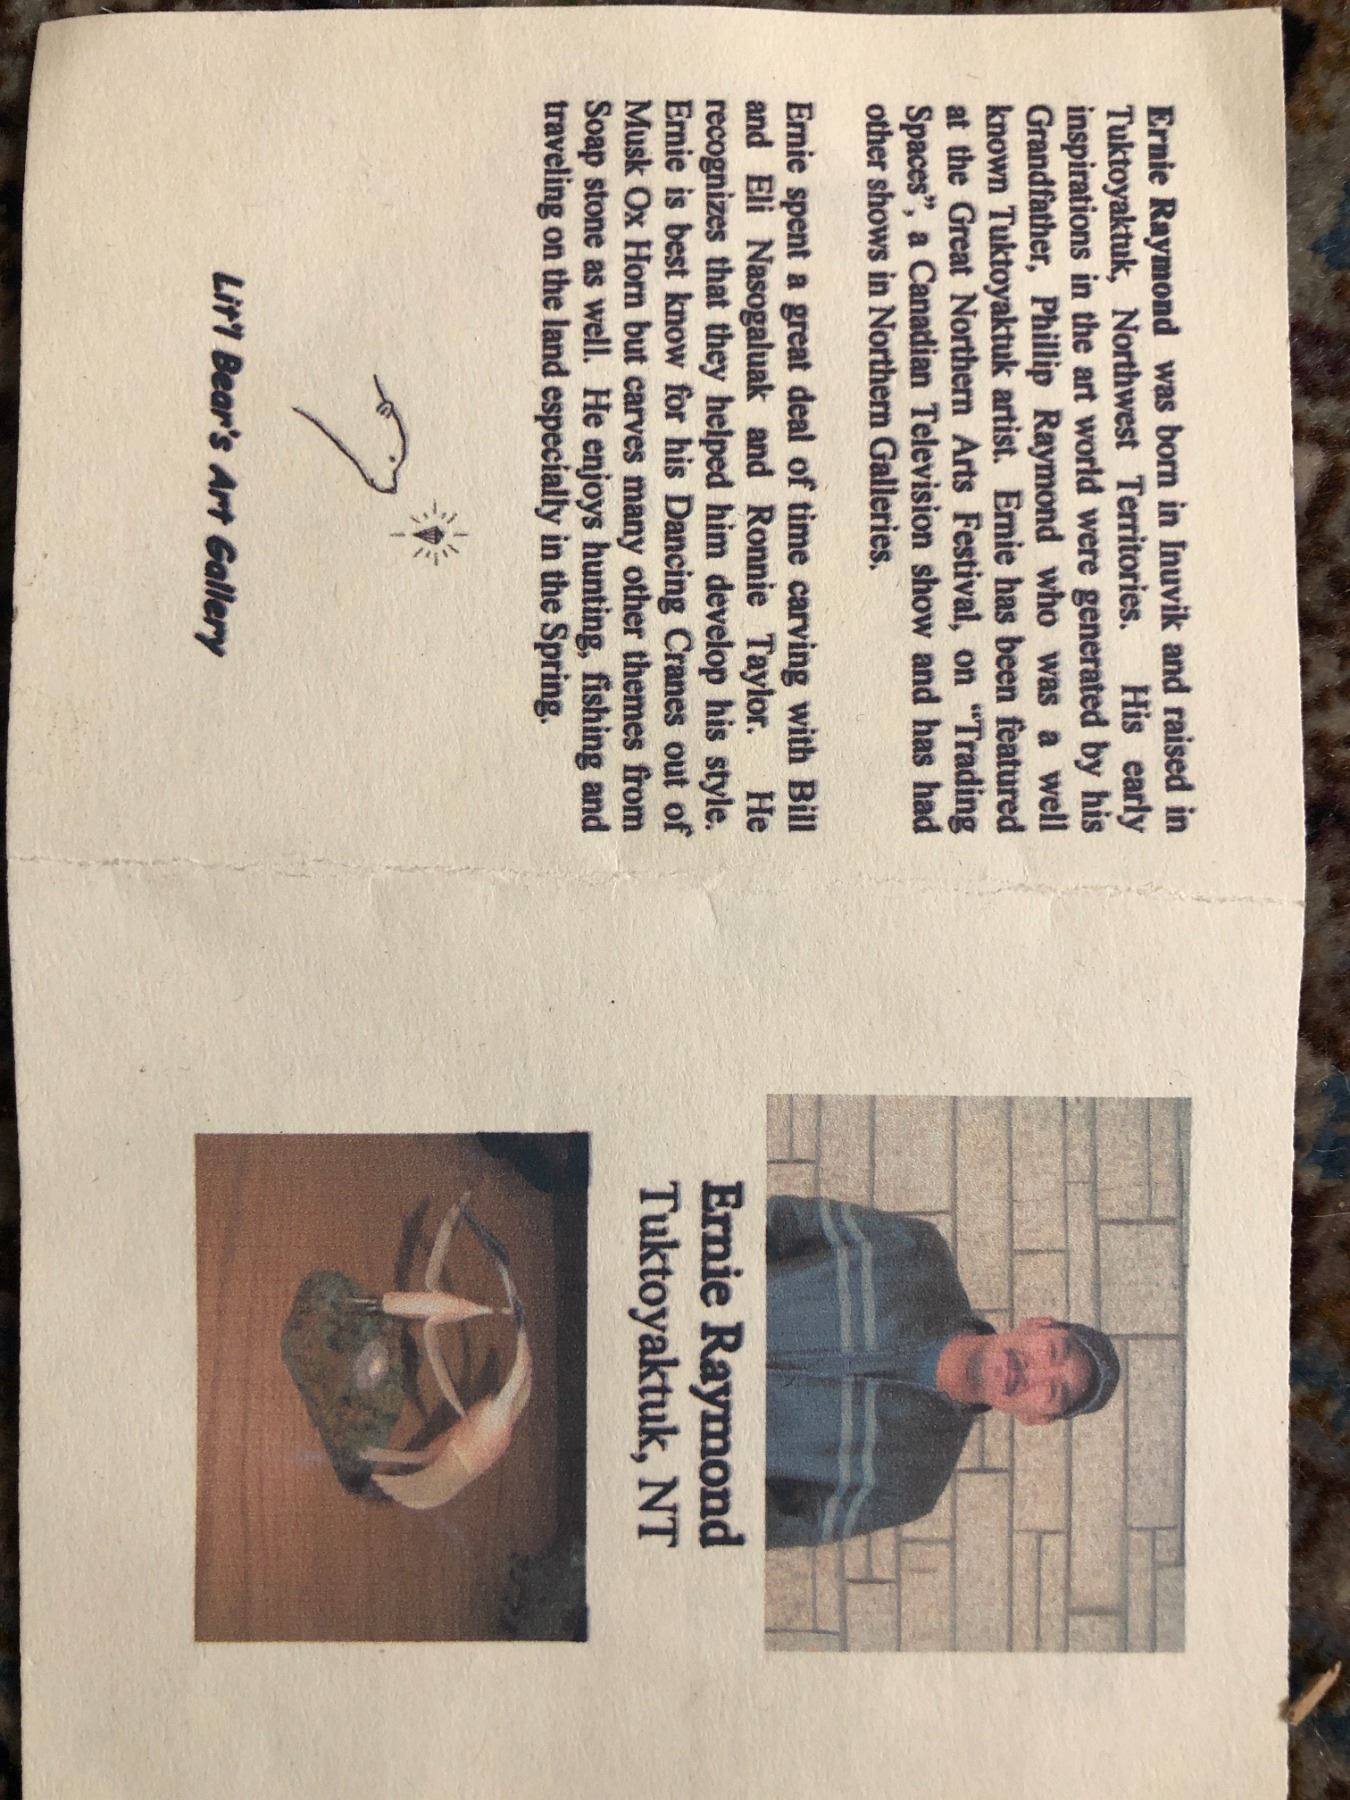 Ernie Raymond was born in Inuvik and raised in
Tuktoyaktuk, Northwest Territories. His early
inspirations in the art world were generated by his
Grandfather, Phillip Raymond who was a well
known Tuktoyaktuk artist. Ernie has been featured
at the Great Northern Arts Festival, on "Trading
Spaces", a Canadian Television show and has had
other shows in Northern Galleries.
Ernie spent a great deal of time carving with Bill
and Eli Nasogaluak and Ronnie Taylor. He
recognizes that they helped him develop his style.
Ernie is best know for his Dancing Cranes out of
Musk Ox Horn but carves many other themes from
Soap stone as well. He enjoys hunting, fishing and
traveling on the land especially in the Spring.
Lit'l Bear's Art Gallery
Ernie Raymond
Tuktoyaktuk, NT